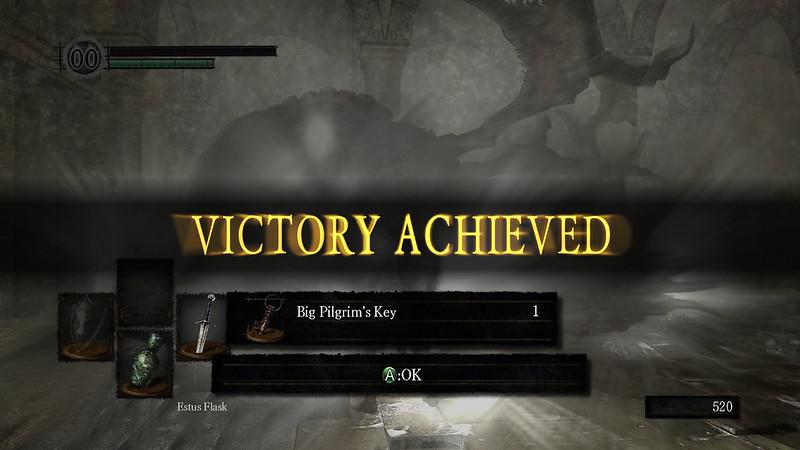 00
VICTORY ACHIEVED
Big Pilgrim's Key 1
A:OK
Estus Flask
520